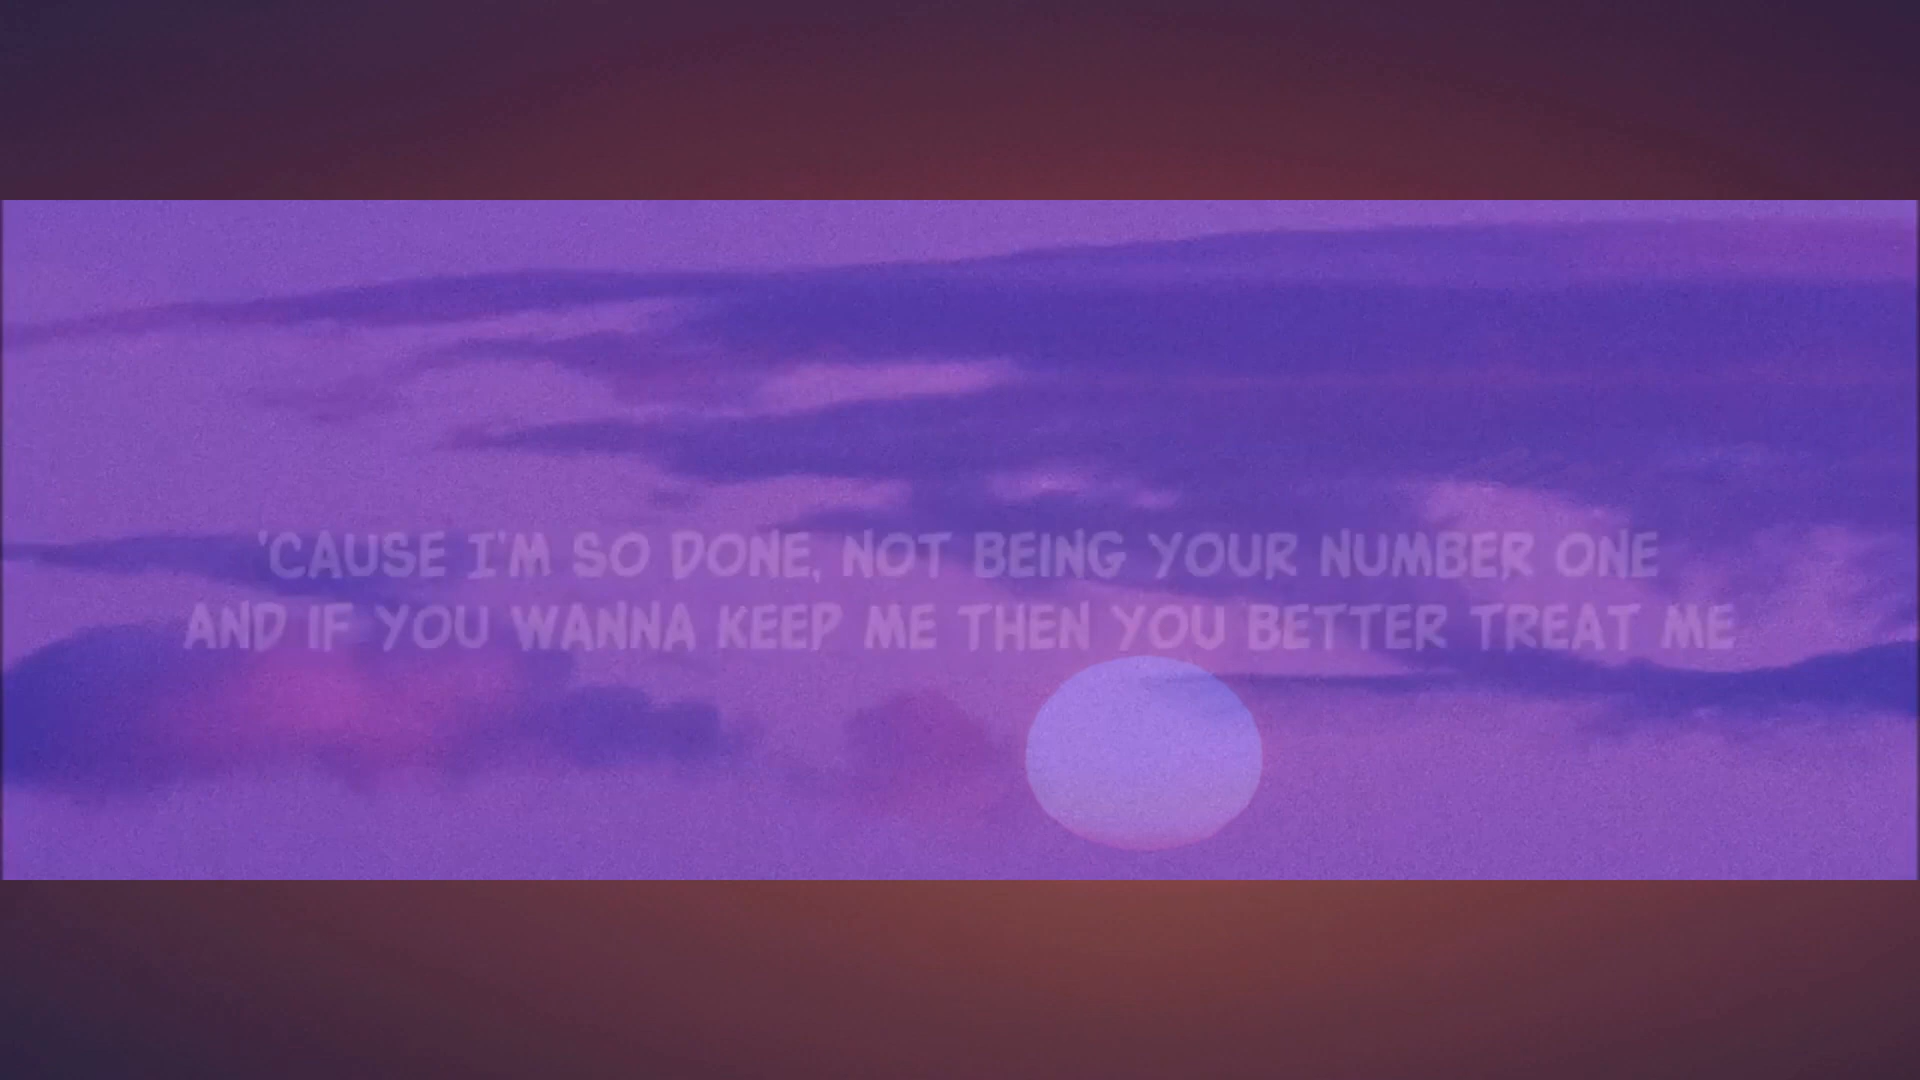 'CAUSE I'M SO DONE, NOT BEING YOUR NUMBER ONE
AND IF YOU WANNA KEEP ME THEN YOU BETTER TREAT ME